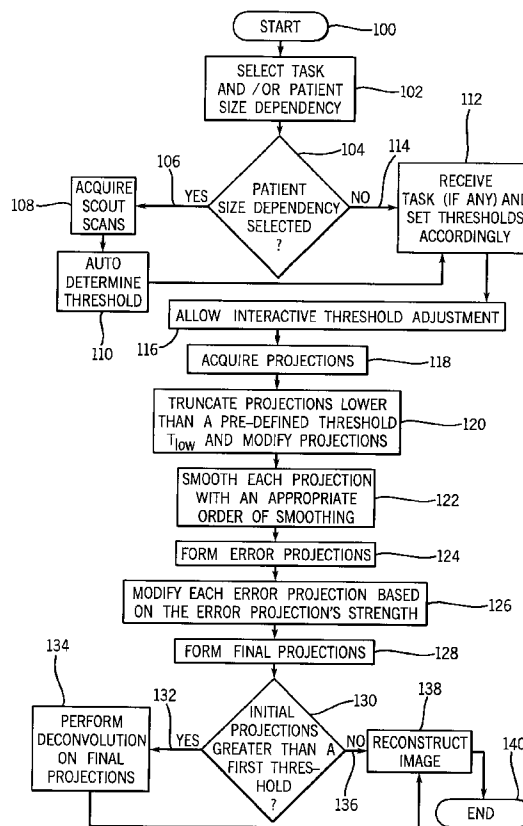 START
100
SELECT TASK
AND /OR PATIENT
SIZE DEPENDENCY
102
112
104
114
106
108
ACQUIRE
SCOUT
SCANS
YES
PATIENT
SIZE DEPENDENCY
SELECTED
?
NO
RECEIVE
TASK (IF ANY) AND
SET THRESHOLDS
ACCORDINGLY
AUTO
DETERMINE
THRESHOLD
110
ALLOW INTERACTIVE THRESHOLD ADJUSTMENT
116
ACQUIRE PROJECTIONS
118
TRUNCATE PROJECTIONS LOWER
THAN A PRE-DEFINED THRESHOLD
Tlow AND MODIFY PROJECTIONS
120
SMOOTH EACH PROJECTION
WITH AN APPROPRIATE
ORDER OF SMOOTHING
122
FORM ERROR PROJECTIONS
124
MODIFY EACH ERROR PROJECTION BASED
ON THE ERROR PROJECTION'S STRENGTH
126
FORM FINAL PROJECTIONS
128
134
132
130
138
PERFORM
DECONVOLUTION
ON FINAL
PROJECTIONS
YES
INITIAL
PROJECTIONS
GREATER THAN A
FIRST THRES-
HOLD
?
NO
136
RECONSTRUCT
IMAGE
140
END